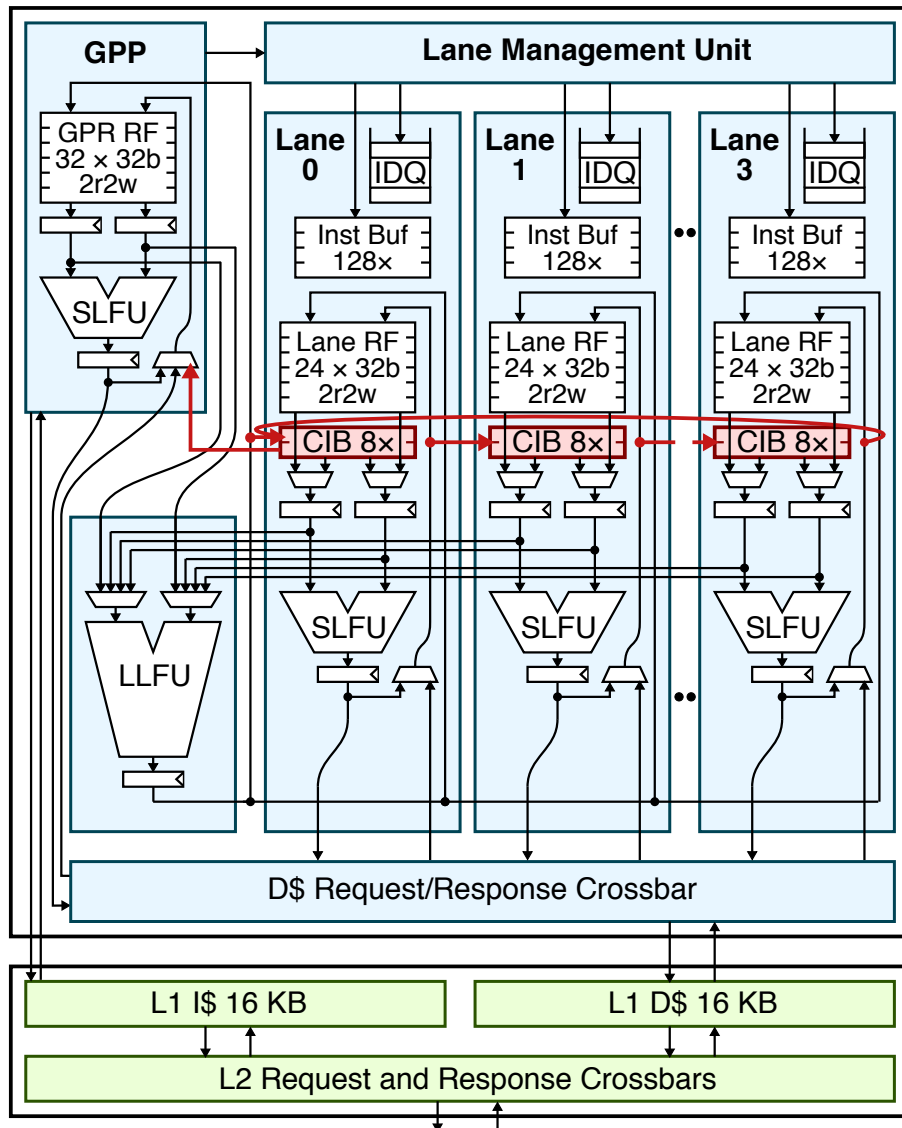 GPP
Lane Management Unit
GPR RF
32 × 32b
2r2w
SLFU
Lane
0
IDQ
Inst Buf
128×
Lane RF
24 × 32b
2r2w
CIB 8×
SLFU
Lane
1
IDQ
Inst Buf
128×
Lane RF
24 × 32b
2r2w
CIB 8×
SLFU
Lane
3
IDQ
Inst Buf
128×
Lane RF
24 × 32b
2r2w
CIB 8×
SLFU
LLFU
D$ Request/Response Crossbar
L1 I$ 16 KB
L1 D$ 16 KB
L2 Request and Response Crossbars